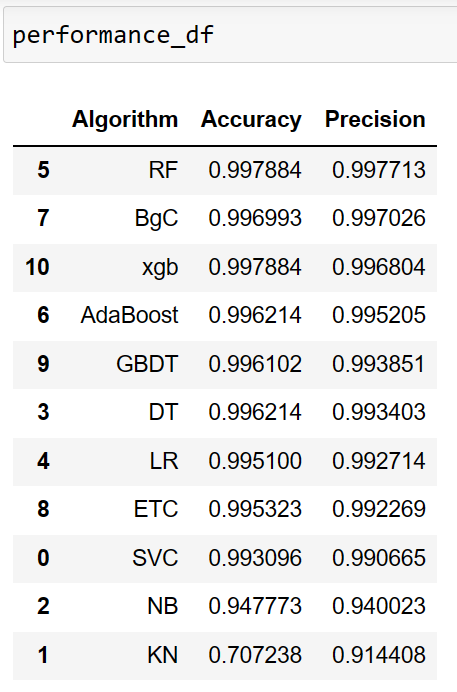 performance_df
Algorithm Accuracy Precision
5 RF 0.997884 0.997713
7 BgC 0.996993 0.997026
10 xgb 0.997884 0.996804
6 AdaBoost 0.996214 0.995205
9 GBDT 0.996102 0.993851
3 DT 0.996214 0.993403
4 LR 0.995100 0.992714
8 ETC 0.995323 0.992269
0 SVC 0.993096 0.990665
2 NB 0.947773 0.940023
1 KN 0.707238 0.914408